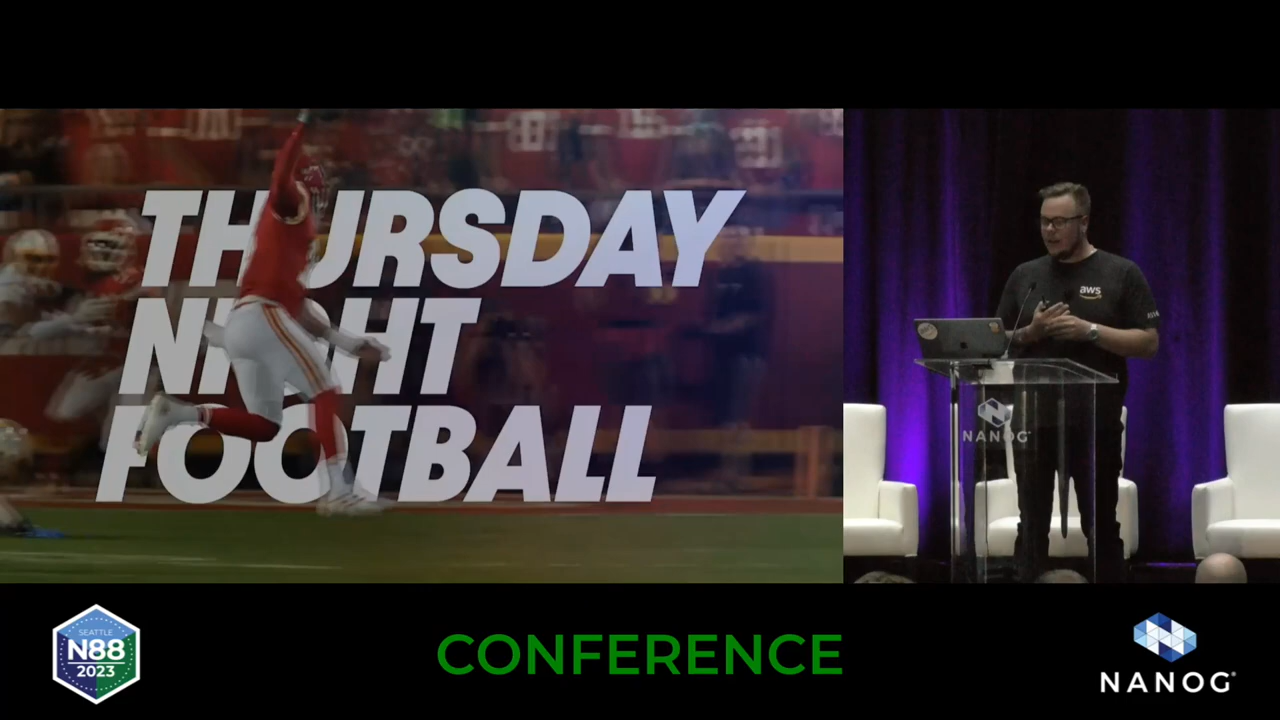 THURSDAY
NIGHT
FOOTBALL
aws
NANOG
SEATTLE
N88
2023
CONFERENCE
NANOG®